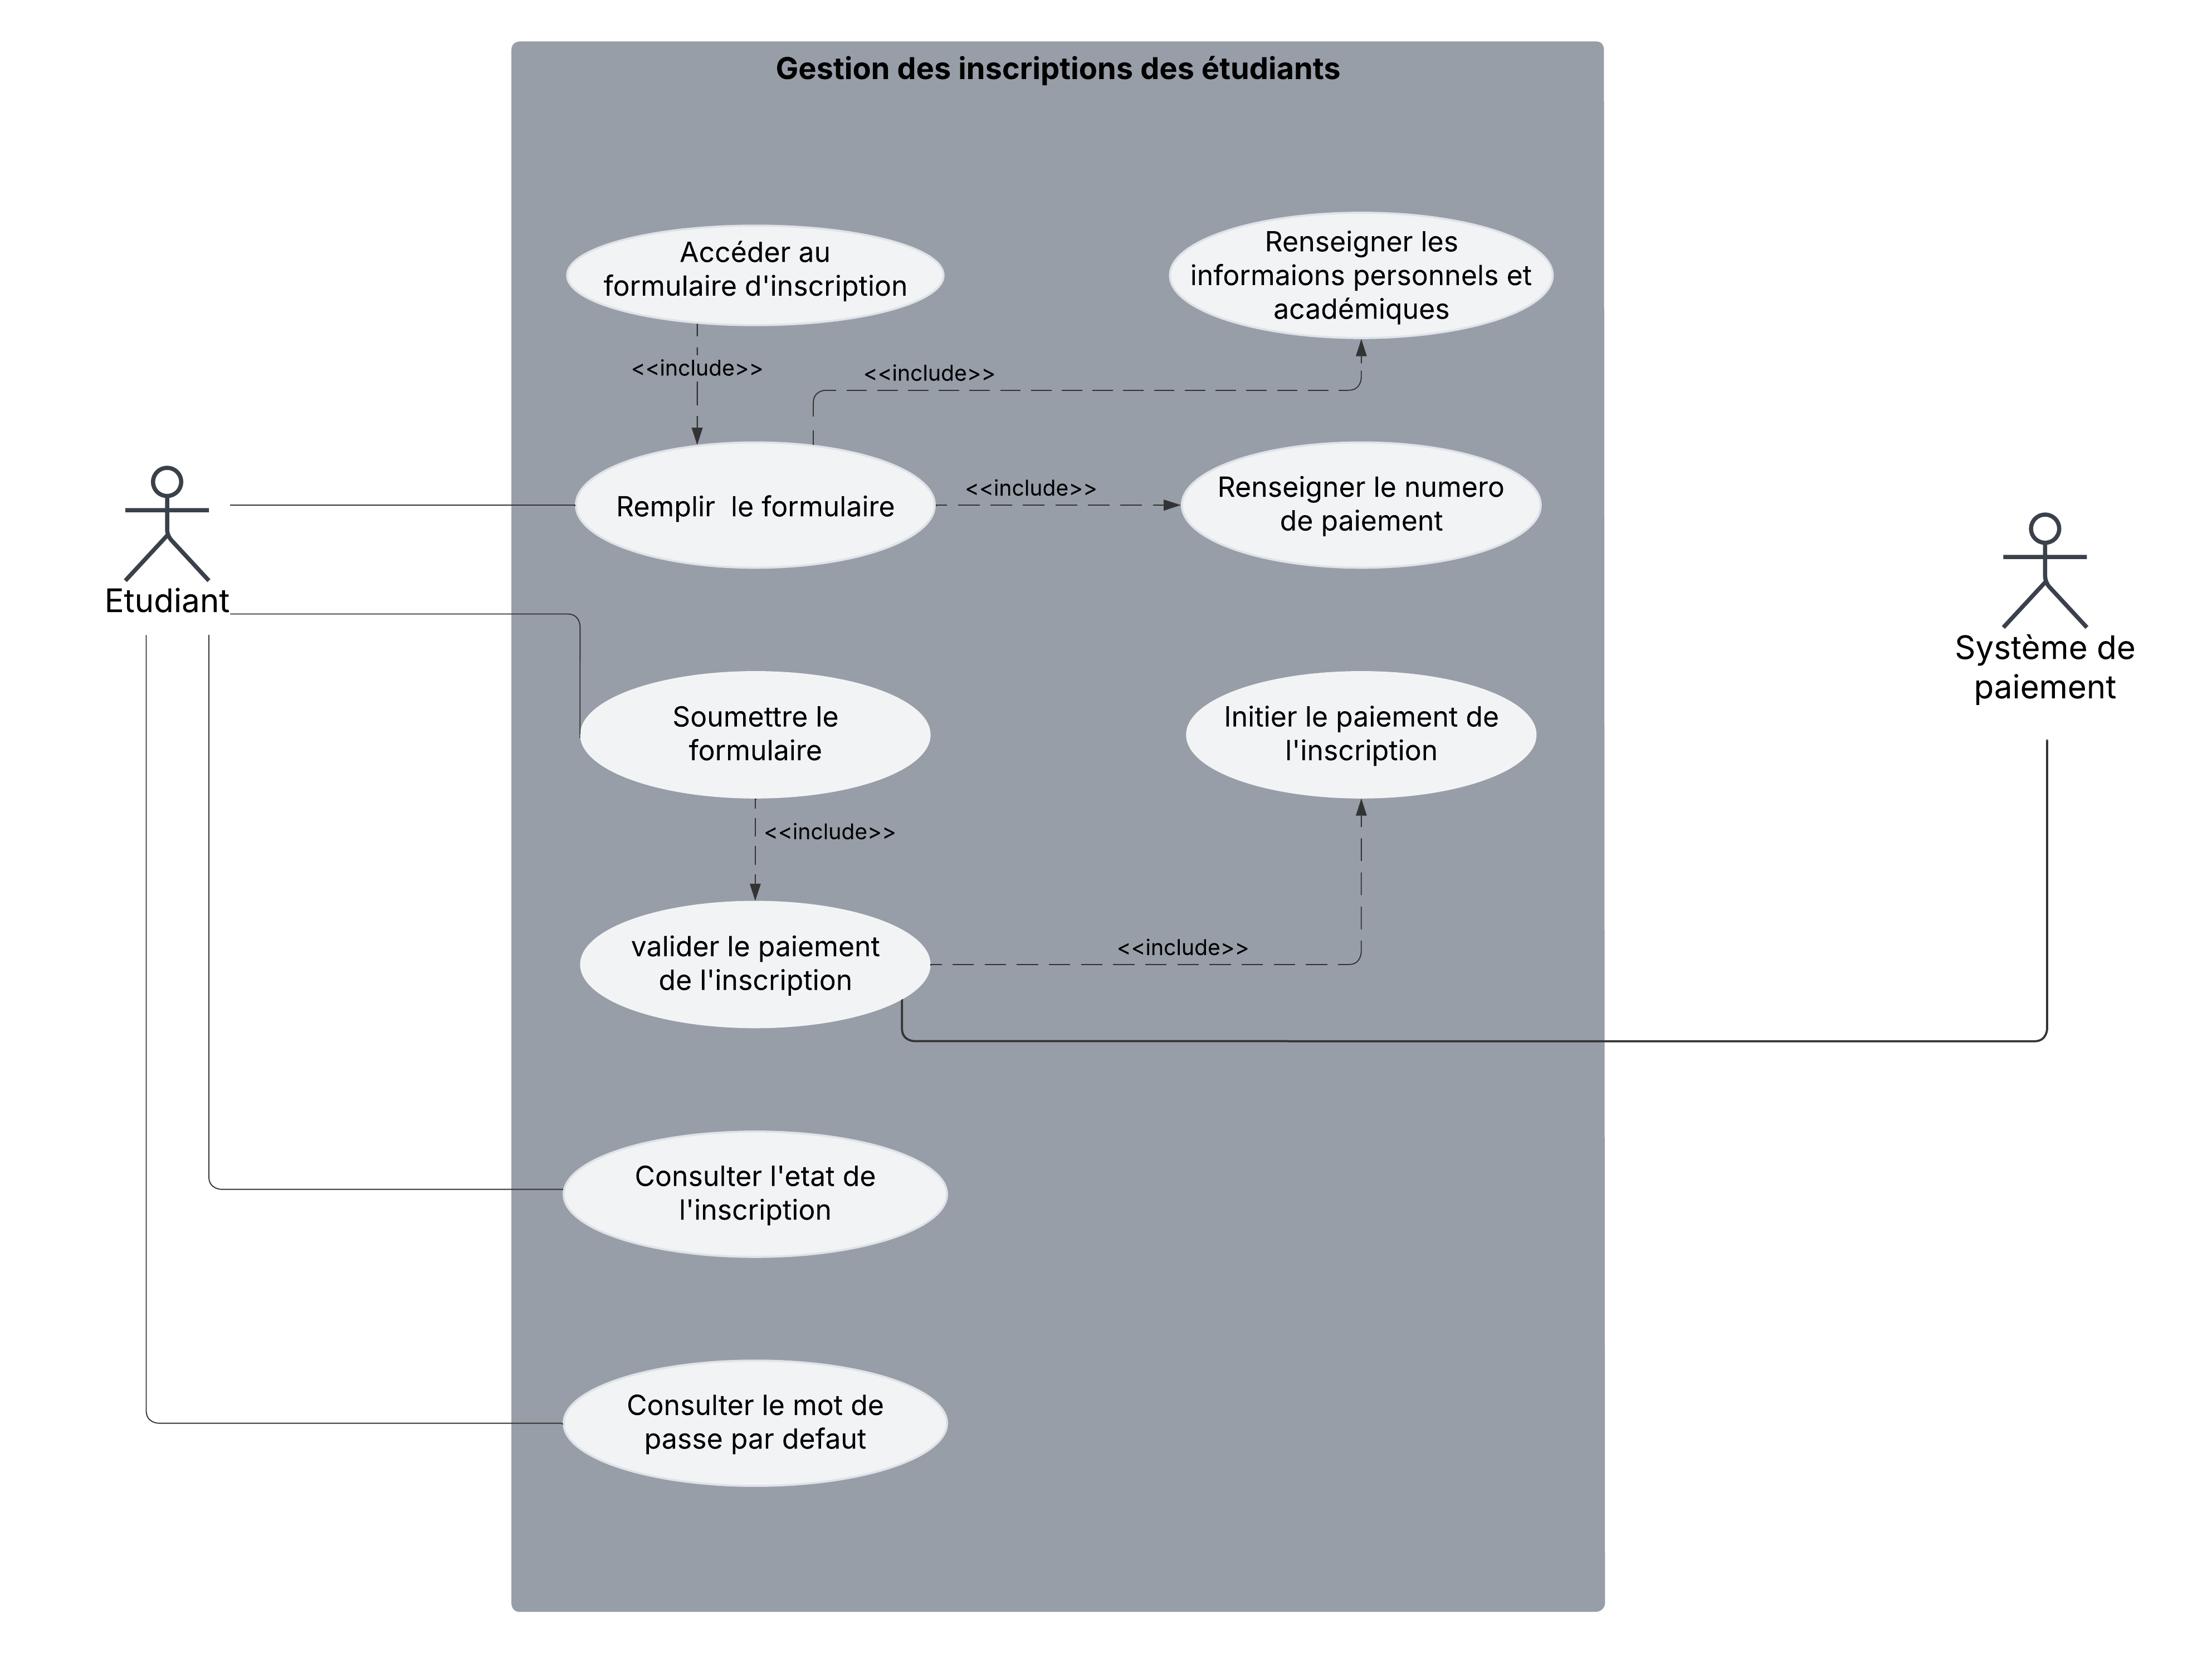 Gestion des inscriptions des étudiants
Accéder au
formulaire d'inscription
Renseigner les
informaions personnels et
académiques
<<include>>
<<include>>
Remplir  le formulaire
<<include>>
Renseigner le numero
de paiement
Etudiant
Système de
paiement
Soumettre le
formulaire
Initier le paiement de
l'inscription
<<include>>
valider le paiement
de l'inscription
<<include>>
Consulter l'etat de
l'inscription
Consulter le mot de
passe par defaut